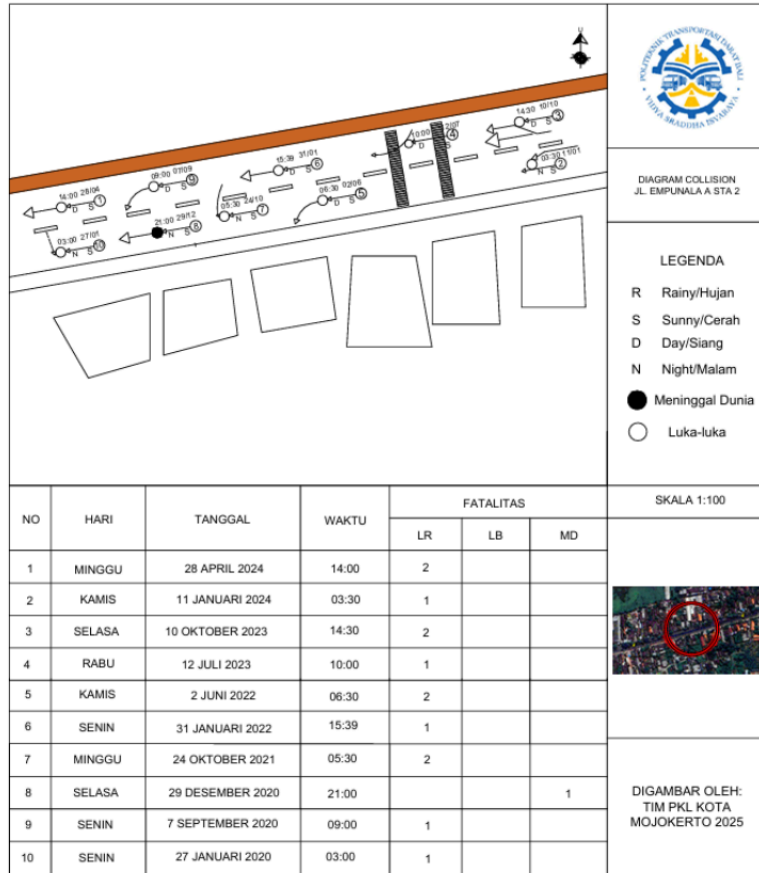 U
POLITEKNIK TRANSPORTASI DARAT BALI
DIAGRAM COLLISION
JL. EMPUNALA A STA 2
LEGENDA
R Rainy/Hujan
S Sunny/Cerah
D Day/Siang
N Night/Malam
Meninggal Dunia
Luka-luka
14:30 10/10
D S 3
10:00
S 4
03:30 11/01
N S 2
15:39 31/01
D S 6
09:00 07/09
D S 9
06:30 02/06
D S 5
14:00 28/04
D S 1
05:30 24/10
N S 7
21:00 29/12
N S 8
03:00 27/01
N S 10
NO HARI TANGGAL WAKTU FATALITAS
LR LB MD
1 MINGGU 28 APRIL 2024 14:00 2
2 KAMIS 11 JANUARI 2024 03:30 1
3 SELASA 10 OKTOBER 2023 14:30 2
4 RABU 12 JULI 2023 10:00 1
5 KAMIS 2 JUNI 2022 06:30 2
6 SENIN 31 JANUARI 2022 15:39 1
7 MINGGU 24 OKTOBER 2021 05:30 2
8 SELASA 29 DESEMBER 2020 21:00 1
9 SENIN 7 SEPTEMBER 2020 09:00 1
10 SENIN 27 JANUARI 2020 03:00 1
SKALA 1:100
DIGAMBAR OLEH:
TIM PKL KOTA
MOJOKERTO 2025